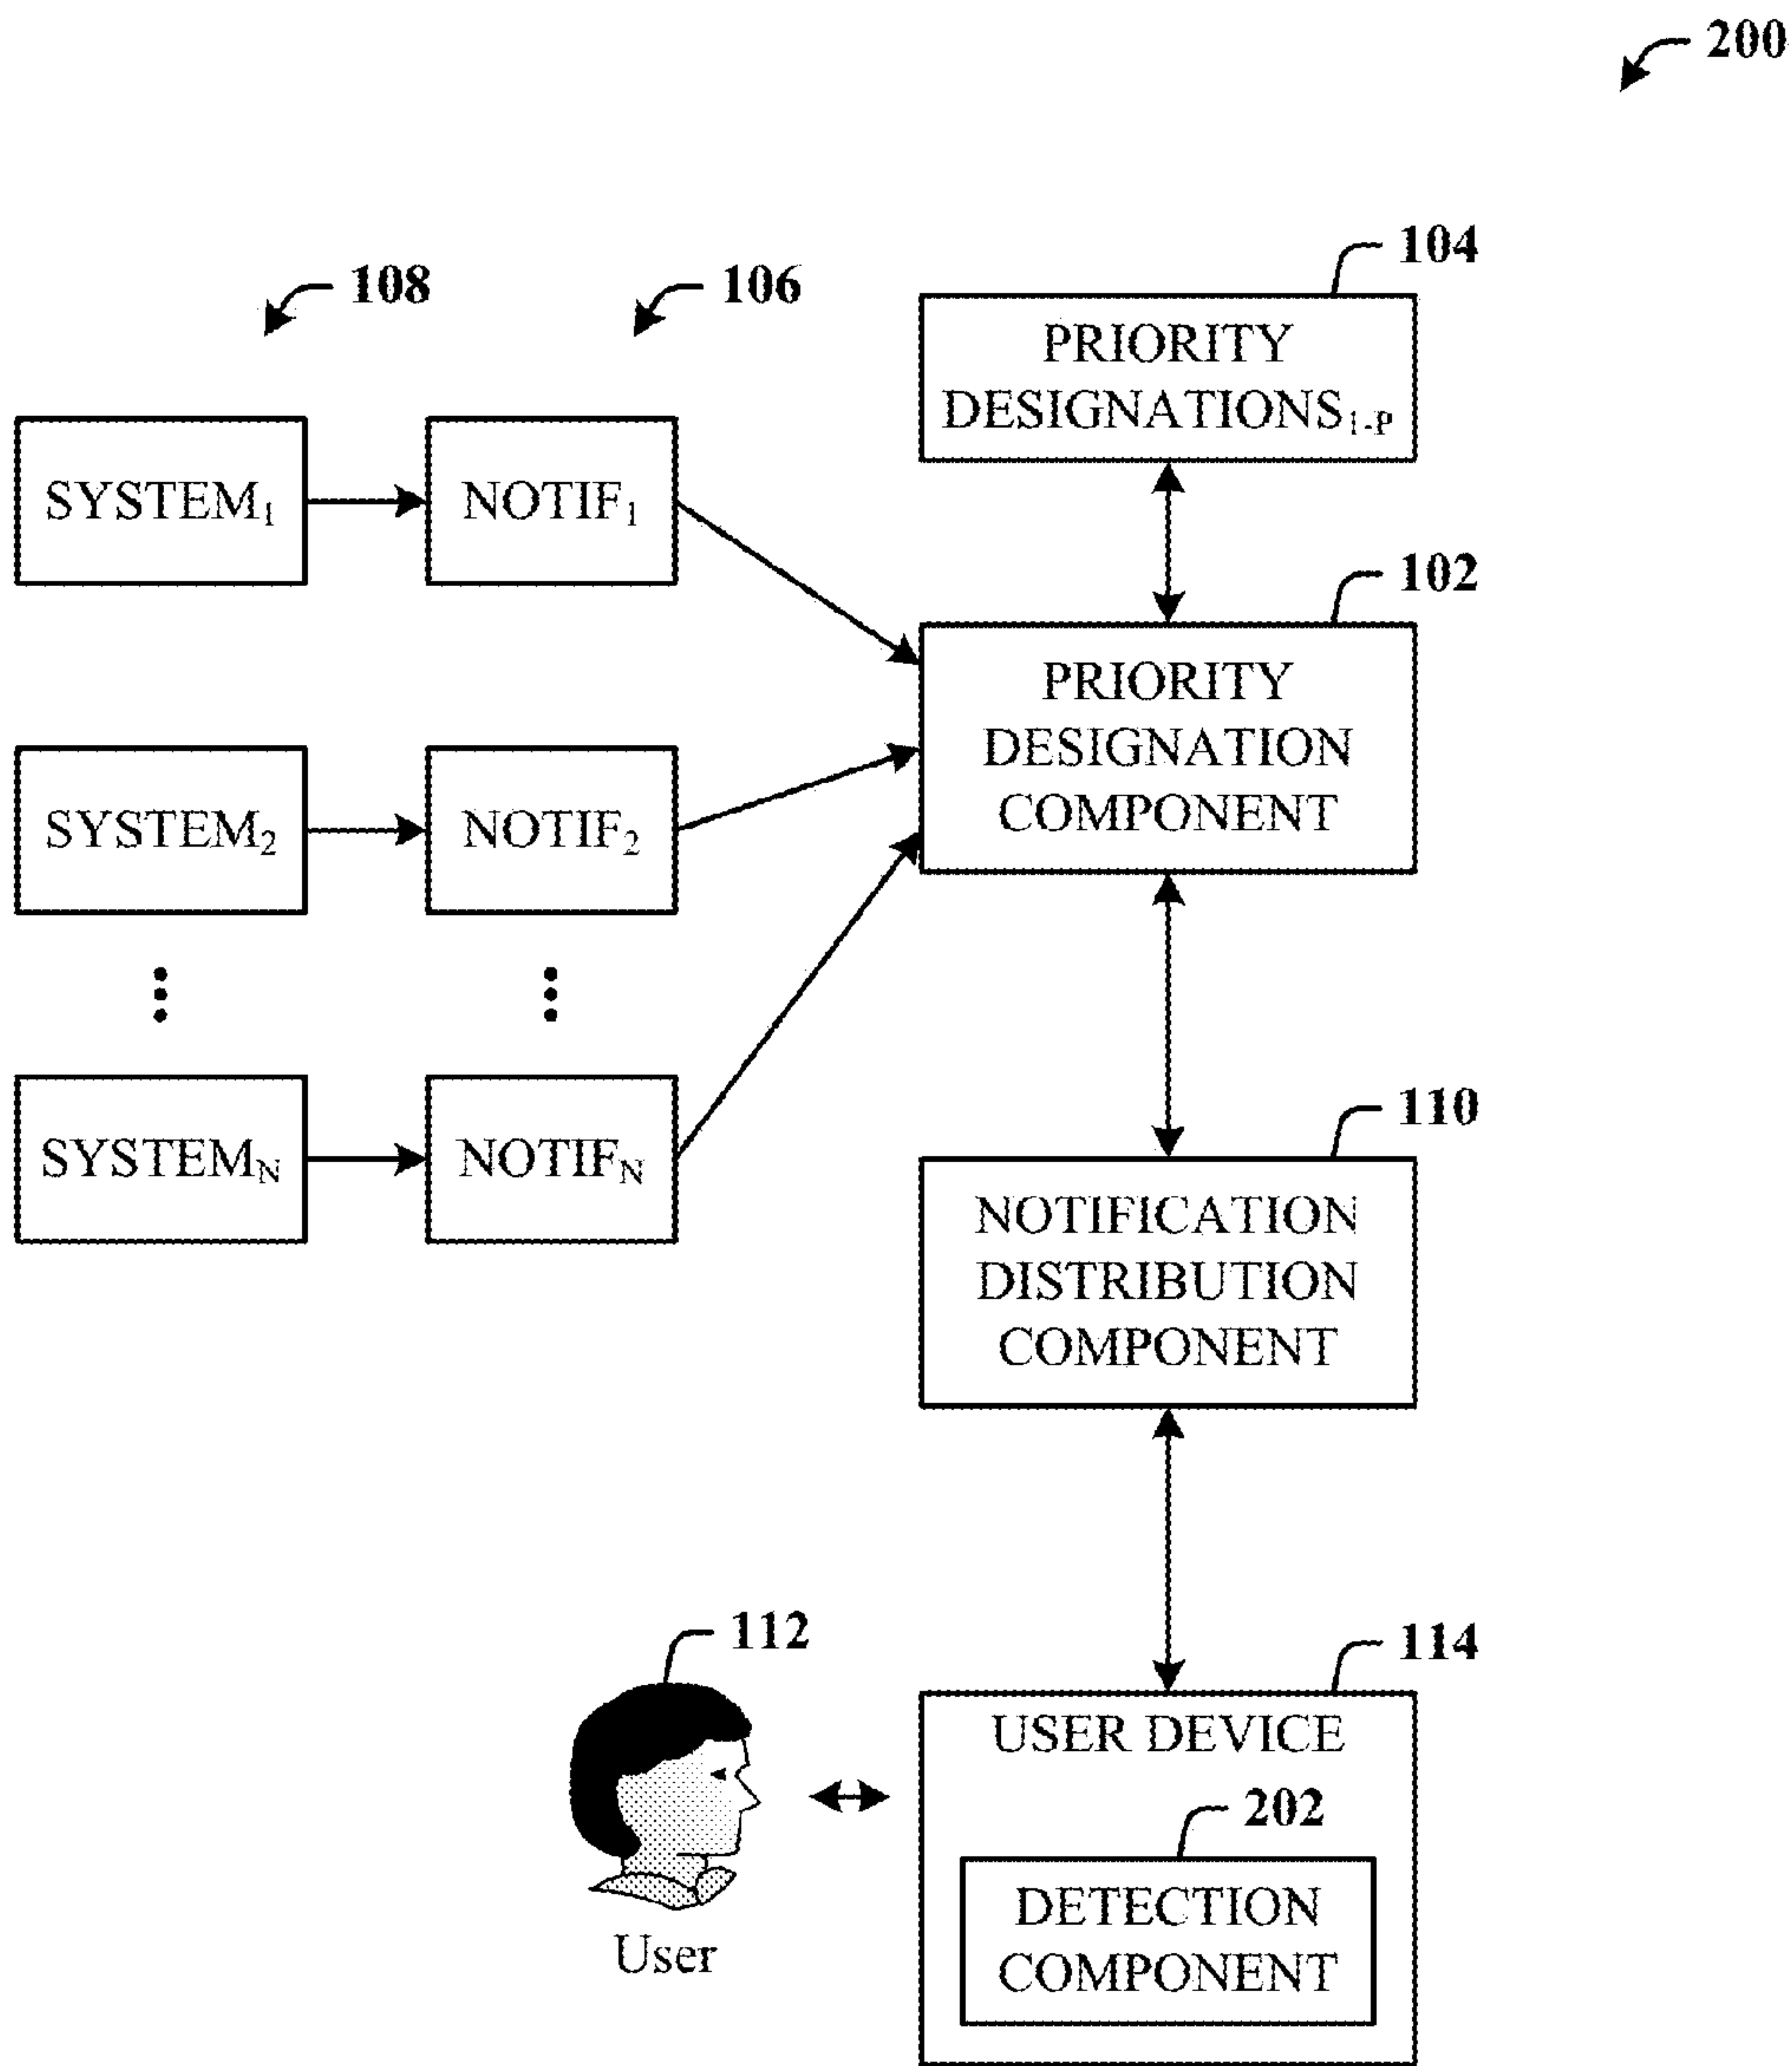 200
108
106
104
PRIORITY
DESIGNATIONS1-P
SYSTEM1
NOTIF1
102
PRIORITY
DESIGNATION
COMPONENT
SYSTEM2
NOTIF2
SYSTEMN
NOTIFN
110
NOTIFICATION
DISTRIBUTION
COMPONENT
112
User
114
USER DEVICE
202
DETECTION
COMPONENT